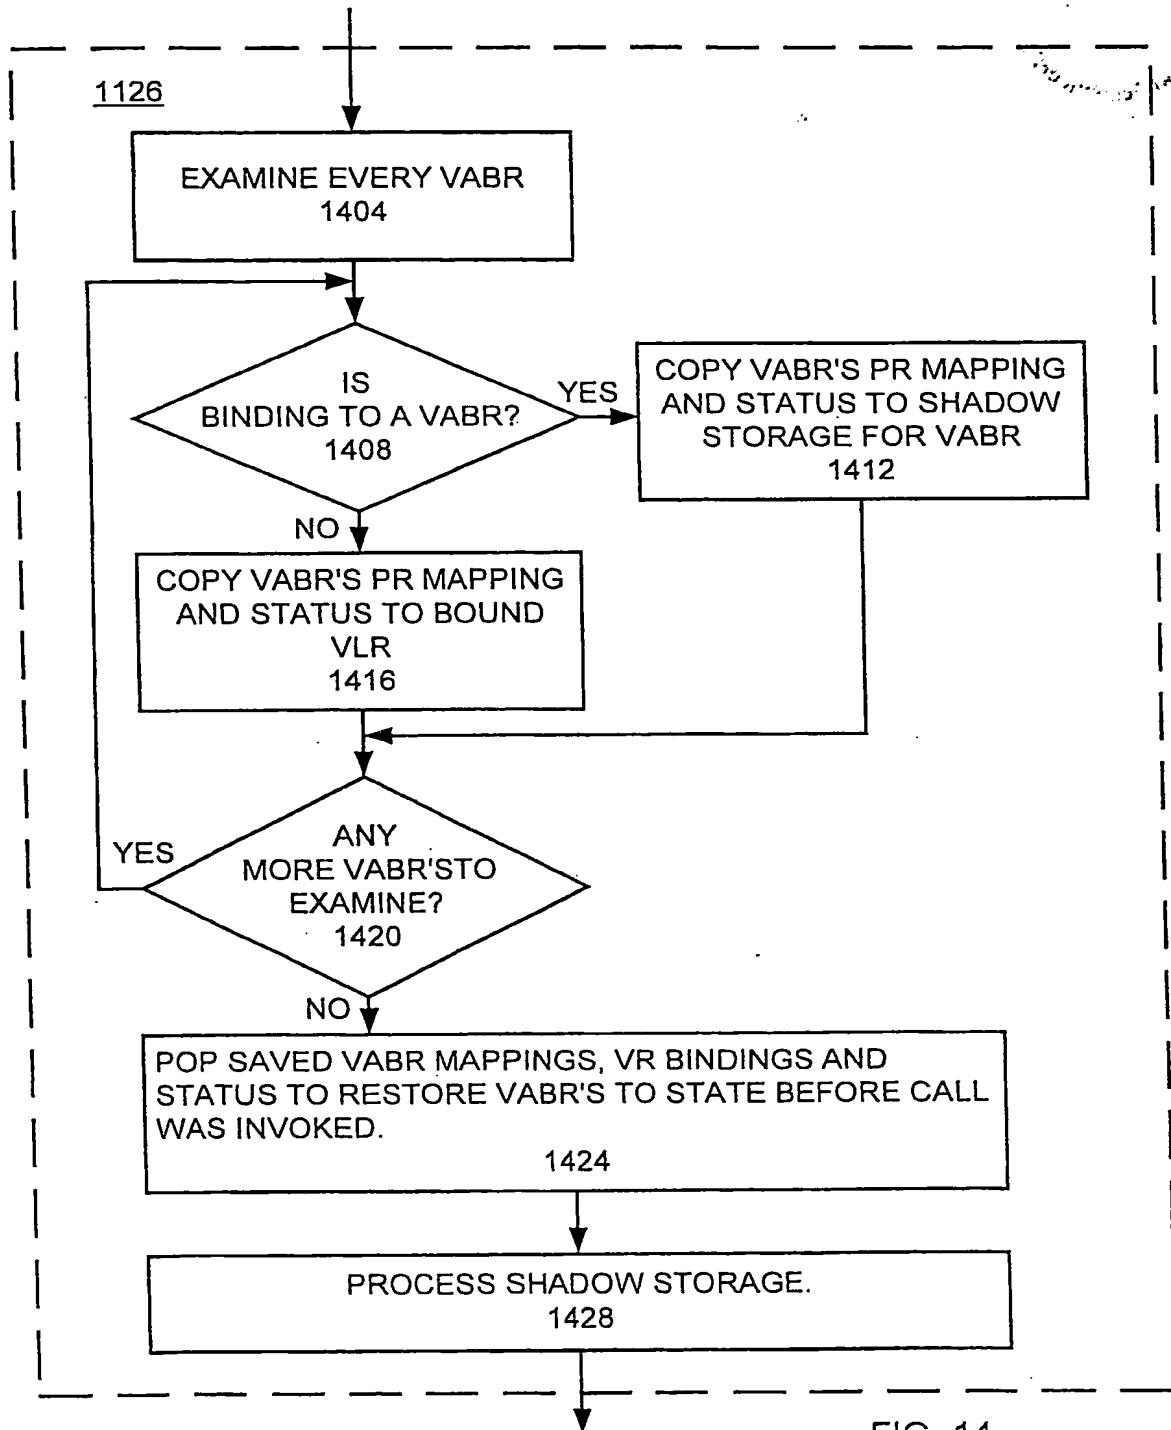 1126
EXAMINE EVERY VABR
1404
IS
BINDING TO A VABR?
1408
YES
COPY VABR'S PR MAPPING
AND STATUS TO SHADOW
STORAGE FOR VABR
1412
NO
COPY VABR'S PR MAPPING
AND STATUS TO BOUND
VLR
1416
YES
ANY
MORE VABR'STO
EXAMINE?
1420
NO
POP SAVED VABR MAPPINGS, VR BINDINGS AND
STATUS TO RESTORE VABR'S TO STATE BEFORE CALL
WAS INVOKED.
1424
PROCESS SHADOW STORAGE.
1428
FIG. 14